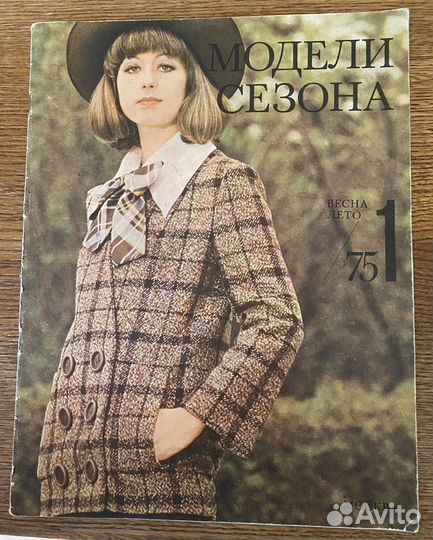 МОДЕЛИ
СЕЗОНА
ВЕСНА
ЛЕТО
/75 1
Avito